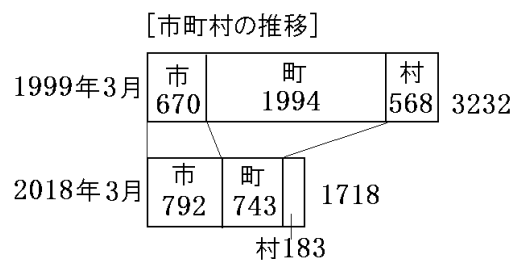 [市町村の推移]
1999年3月 市 670 町 1994 村 568 3232
2018年3月 市 792 町 743 1718
村183